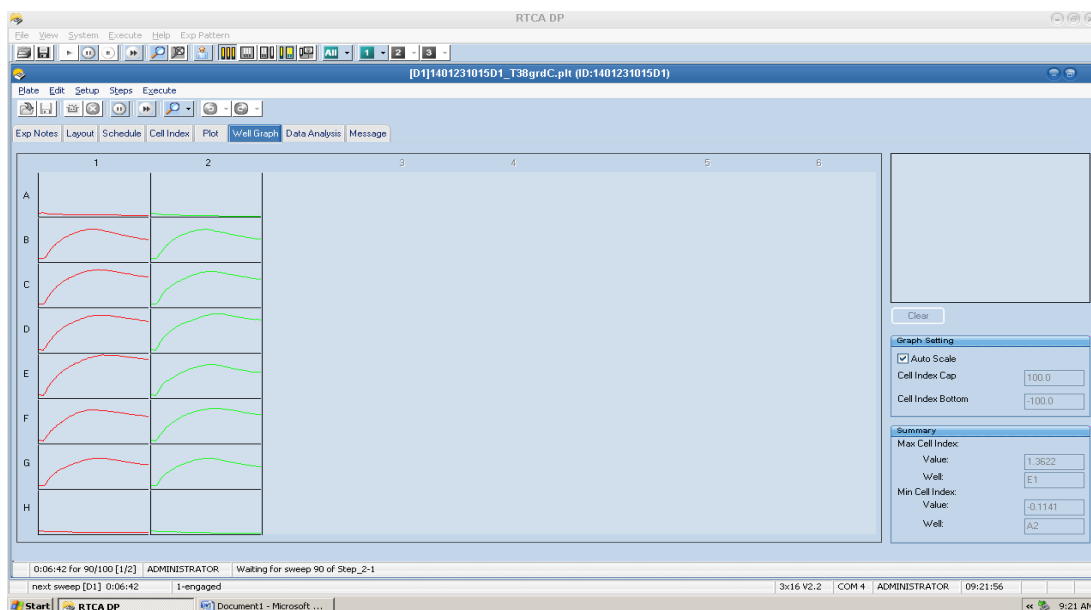 RTCA DP
File View System Execute Help Exp Pattern
All 1 2 3
[D1]1401231015D1_T38grdC.plt (ID:1401231015D1)
Plate Edit Setup Steps Execute
Exp Notes Layout Schedule Cell Index Plot Well Graph Data Analysis Message
1 2 3 4 5 6
A
B
C
D
E
F
G
H
Clear
Graph Setting
Auto Scale
Cell Index Cap 100.0
Cell Index Bottom -100.0
Summary
Max Cell Index:
Value: 1.3622
Well: E1
Min Cell Index:
Value: -0.1141
Well: A2
0:06:42 for 90/100 [1/2] ADMINISTRATOR Waiting for sweep 90 of Step_2-1
next sweep [D1] 0:06:42 1-engaged 3x16 V2.2 COM 4 ADMINISTRATOR 09:21:56
Start RTCA DP Document1 - Microsoft ... « 9:21 AM